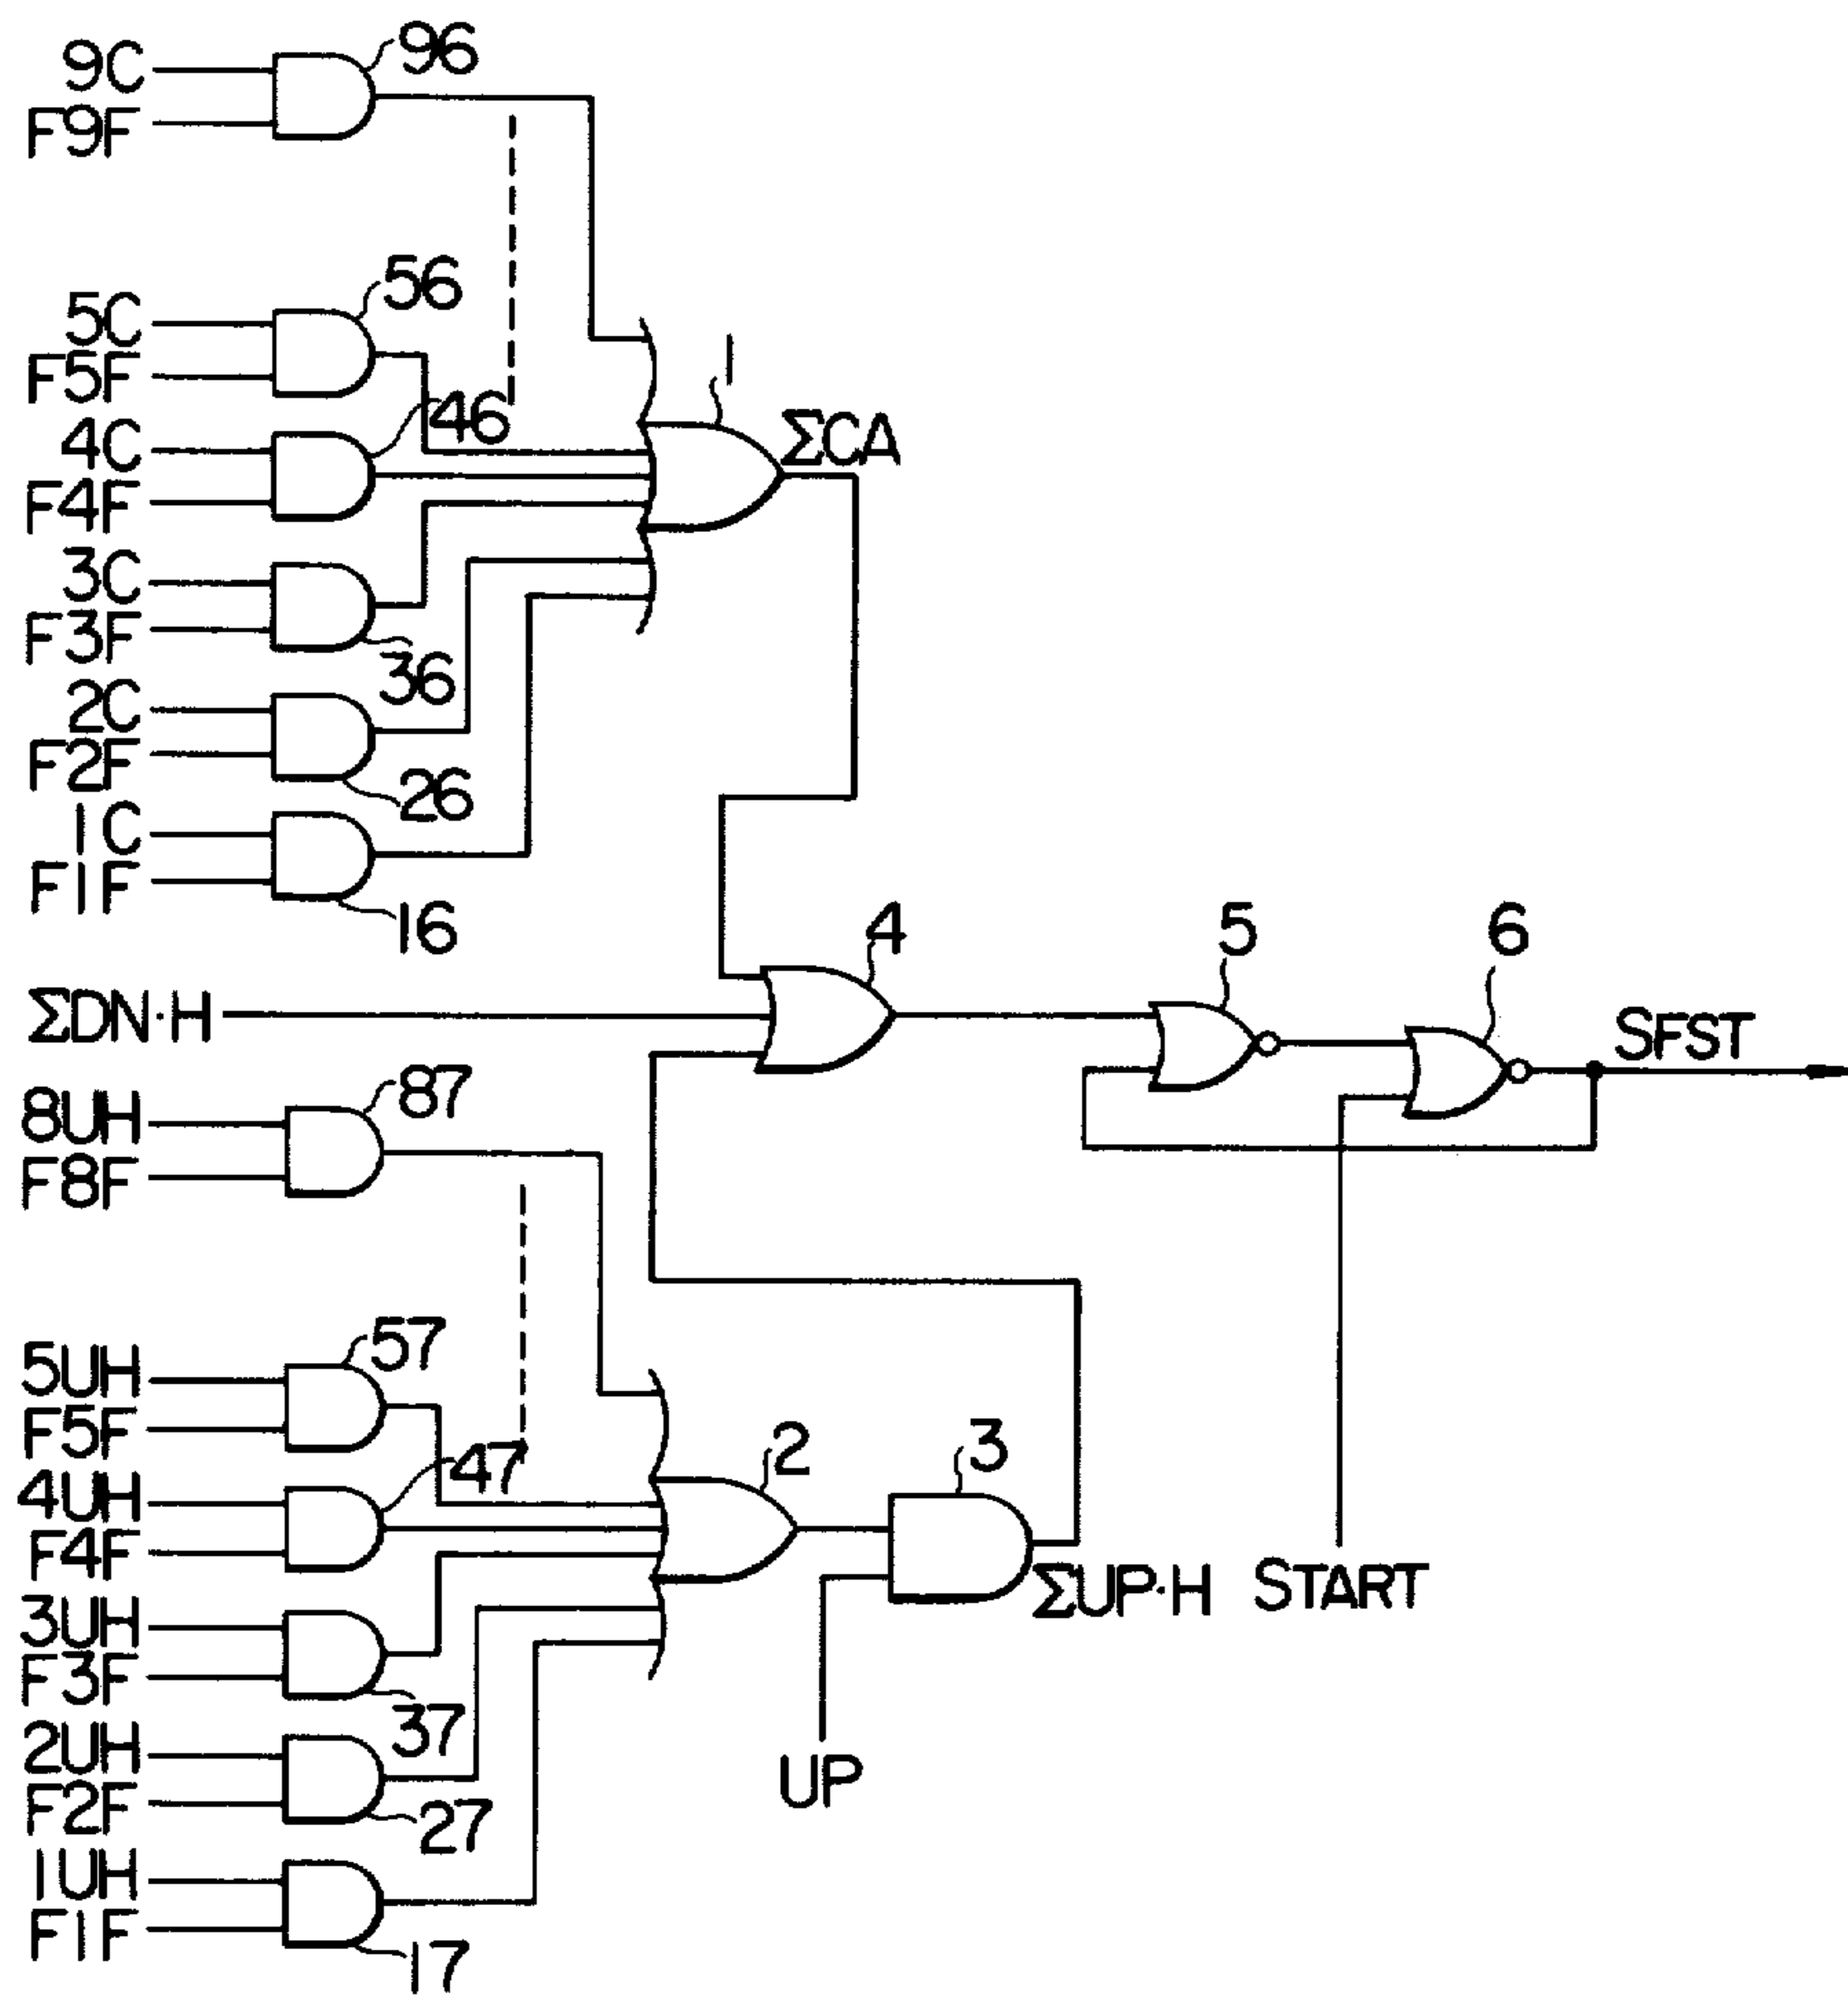 9C
96
F9F
5C
56
F5F
4C
46
F4F
1
ΣCA
3C
F3F
36
2C
F2F
26
1C
F1F
16
4
5
6
ΣDN·H
SFST
8UH
87
F8F
5UH
57
F5F
4UH
47
F4F
2
3
3UH
F3F
37
ΣUP·H
START
2UH
F2F
27
UP
1UH
F1F
17